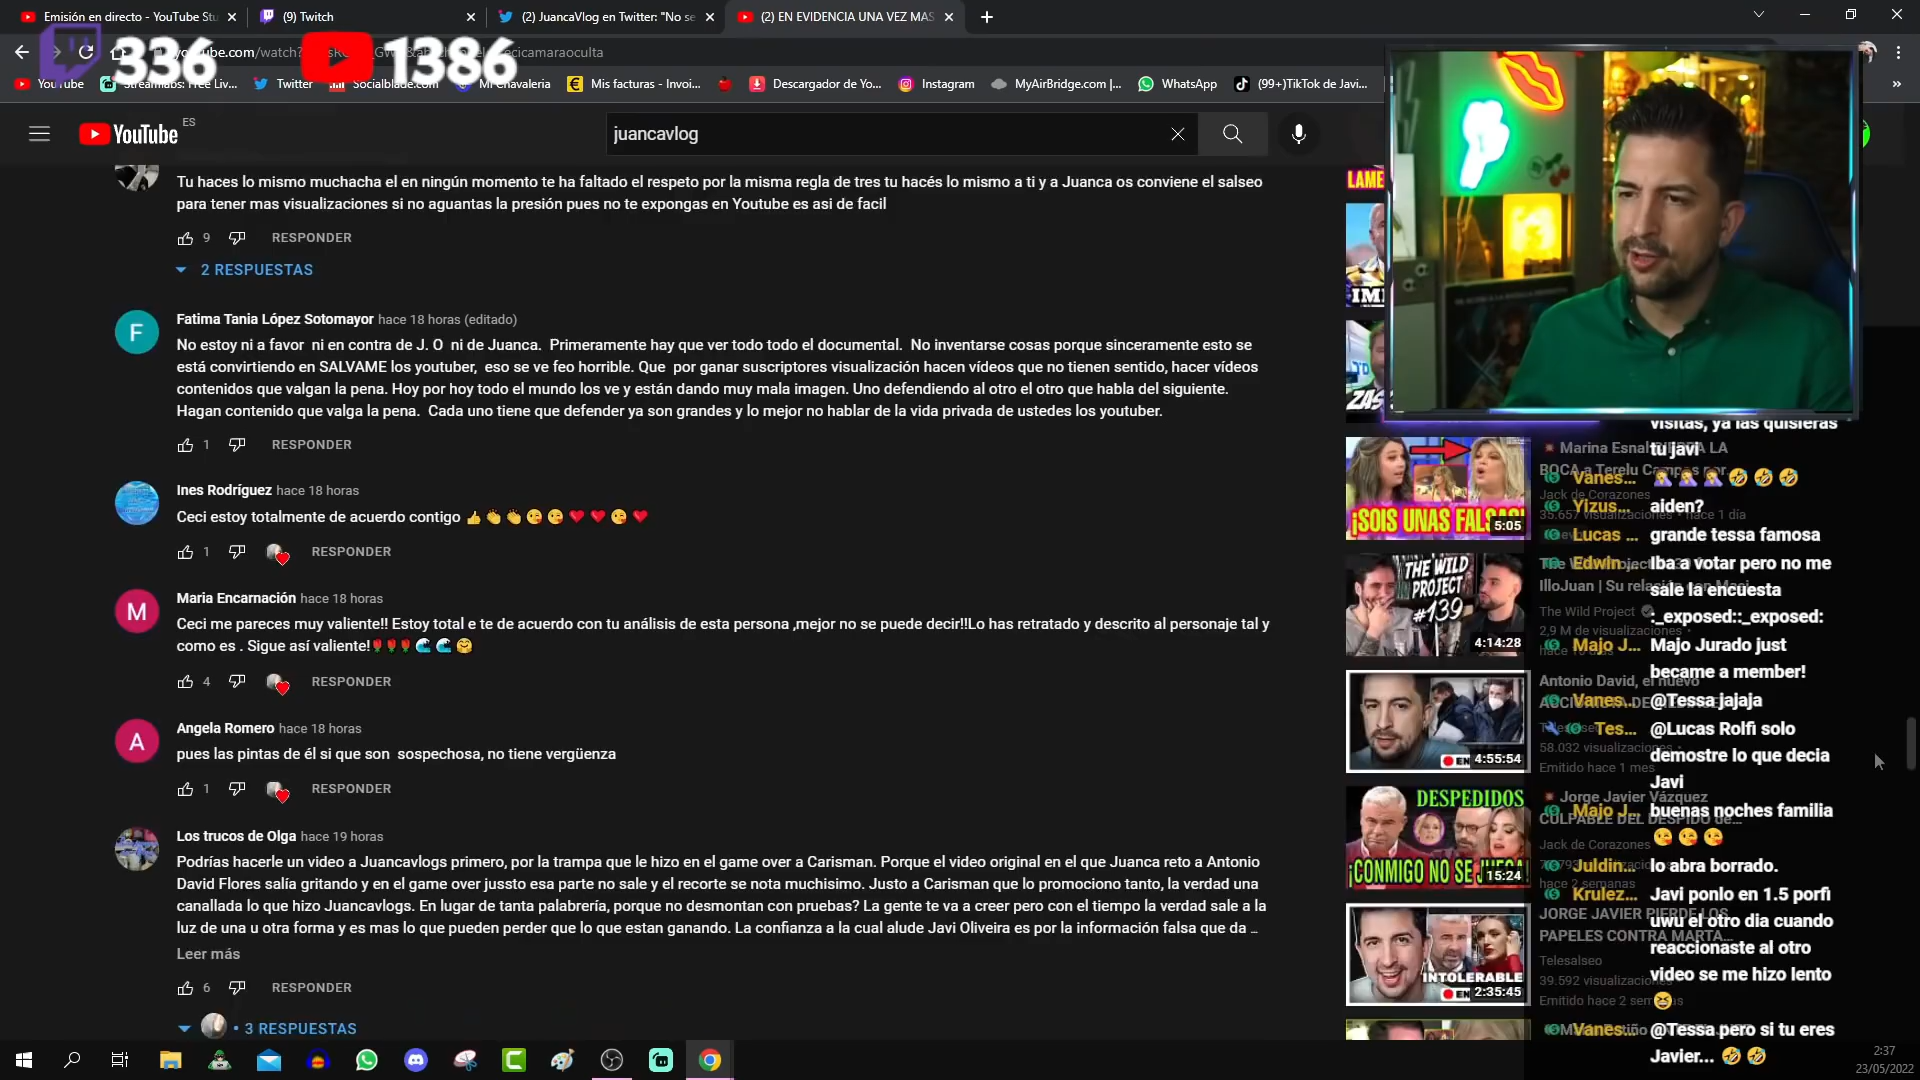 Emisión en directo - YouTube Stu
(9) Twitch
(2) JuancaVlog en Twitter: "No se
(2) EN EVIDENCIA UNA VEZ MAS
336
1386
YouTube
Streamlabs: Free Liv...
Twitter
Socialblade.com
Mi Chavaleria
Mis facturas - Invoi...
Descargador de Yo...
Instagram
MyAirBridge.com |...
WhatsApp
(99+)TikTok de Javi...
YouTube
ES
juancavlog
Tu haces lo mismo muchacha el en ningún momento te ha faltado el respeto por la misma regla de tres tu hacés lo mismo a ti y a Juanca os conviene el salseo
para tener mas visualizaciones si no aguantas la presión pues no te expongas en Youtube es asi de facil
9
RESPONDER
2 RESPUESTAS
F
Fatima Tania López Sotomayor hace 18 horas (editado)
No estoy ni a favor ni en contra de J. O ni de Juanca. Primeramente hay que ver todo todo el documental. No inventarse cosas porque sinceramente esto se
está convirtiendo en SALVAME los youtuber, eso se ve feo horrible. Que por ganar suscriptores visualización hacen vídeos que no tienen sentido, hacer vídeos
contenidos que valgan la pena. Hoy por hoy todo el mundo los ve y están dando muy mala imagen. Uno defendiendo al otro el otro que habla del siguiente.
Hagan contenido que valga la pena. Cada uno tiene que defender ya son grandes y lo mejor no hablar de la vida privada de ustedes los youtuber.
1
RESPONDER
Ines Rodríguez hace 18 horas
Ceci estoy totalmente de acuerdo contigo 👍👏👏😘😘❤️❤️😘❤️
1
RESPONDER
M
Maria Encarnación hace 18 horas
Ceci me pareces muy valiente!! Estoy total e te de acuerdo con tu análisis de esta persona ,mejor no se puede decir!!Lo has retratado y descrito al personaje tal y
como es . Sigue así valiente!🌹🌹🌹🌊🌊🤗
4
RESPONDER
A
Angela Romero hace 18 horas
pues las pintas de él si que son sospechosa, no tiene vergüenza
1
RESPONDER
Los trucos de Olga hace 19 horas
Podrías hacerle un video a Juancavlogs primero, por la trampa que le hizo en el game over a Carisman. Porque el video original en el que Juanca reto a Antonio
David Flores salía gritando y en el game over jussto esa parte no sale y el recorte se nota muchisimo. Justo a Carisman que lo promociono tanto, la verdad una
canallada lo que hizo Juancavlogs. En lugar de tanta palabrería, porque no desmontan con pruebas? La gente te va a creer pero con el tiempo la verdad sale a la
luz de una u otra forma y es mas lo que pueden perder que lo que estan ganando. La confianza a la cual alude Javi Oliveira es por la información falsa que da ...
Leer más
6
RESPONDER
• 3 RESPUESTAS
¡SOIS UNAS FALSAS!
5:05
THE WILD
PROJECT
#139
4:14:28
EN
4:55:54
DESPEDIDOS
¡CONMIGO NO SE JUEGA!
15:24
INTOLERABLE
EN
2:35:45
Jack de Corazones
35.657 visualizaciones • hace 1 día
IlloJuan | Su relación con Masi
The Wild Project
2,9 M de visualizaciones •
Antonio David, el nuevo
58.032 visualizaciones •
Emitido hace 1 mes
Jorge Javier Vázquez
CULPABLE DEL DESPIDO de...
Jack de Corazones
hace 2 semanas
JORGE JAVIER PIERDE LOS
PAPELES CONTRA MARTA...
Telesalseo
39.592 visualizaciones
visitas, ya las quisieras
tu javi
Vanes...
Yizus... aiden?
Lucas ... grande tessa famosa
Edwin ... Iba a votar pero no me
sale la encuesta
:_exposed::_exposed:
Majo J... Majo Jurado just
became a member!
Vanes... @Tessa jajaja
Tes... @Lucas Rolfi solo
demostre lo que decia
Javi
Majo J... buenas noches familia
😘😘😘
Juldin... lo abra borrado.
Krulez... Javi ponlo en 1.5 porfi
uwu el otro dia cuando
reaccionaste al otro
video se me hizo lento
😆
Vanes... @Tessa pero si tu eres
Javier... 🤣🤣
2:37
23/05/2022